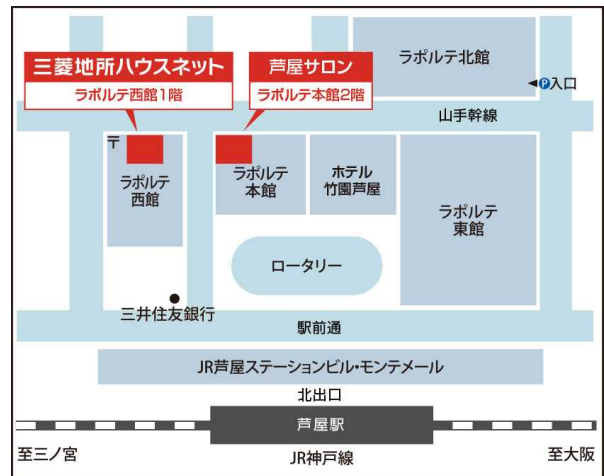 三菱地所ハウスネット
ラポルテ西館1階
芦屋サロン
ラポルテ本館2階
ラポルテ北館
P入口
山手幹線
〒
ラポルテ
西館
ラポルテ
本館
ホテル
竹園芦屋
ラポルテ
東館
ロータリー
三井住友銀行
駅前通
JR芦屋ステーションビル・モンテメール
北出口
芦屋駅
至三ノ宮
JR神戸線
至大阪